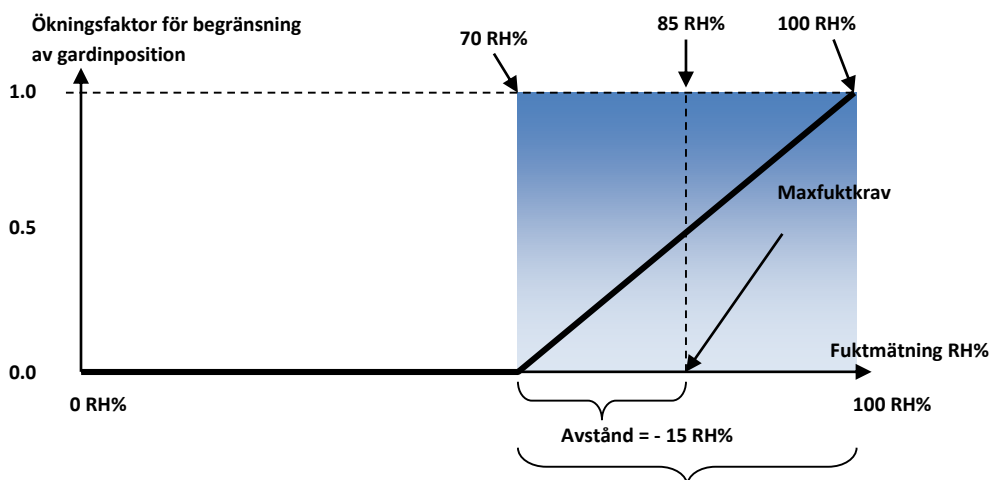 Ökningsfaktor för begränsning
av gardinposition
70 RH%
85 RH%
100 RH%
1.0
Maxfuktkrav
0.5
Fuktmätning RH%
0.0
0 RH%
100 RH%
Avstånd = - 15 RH%